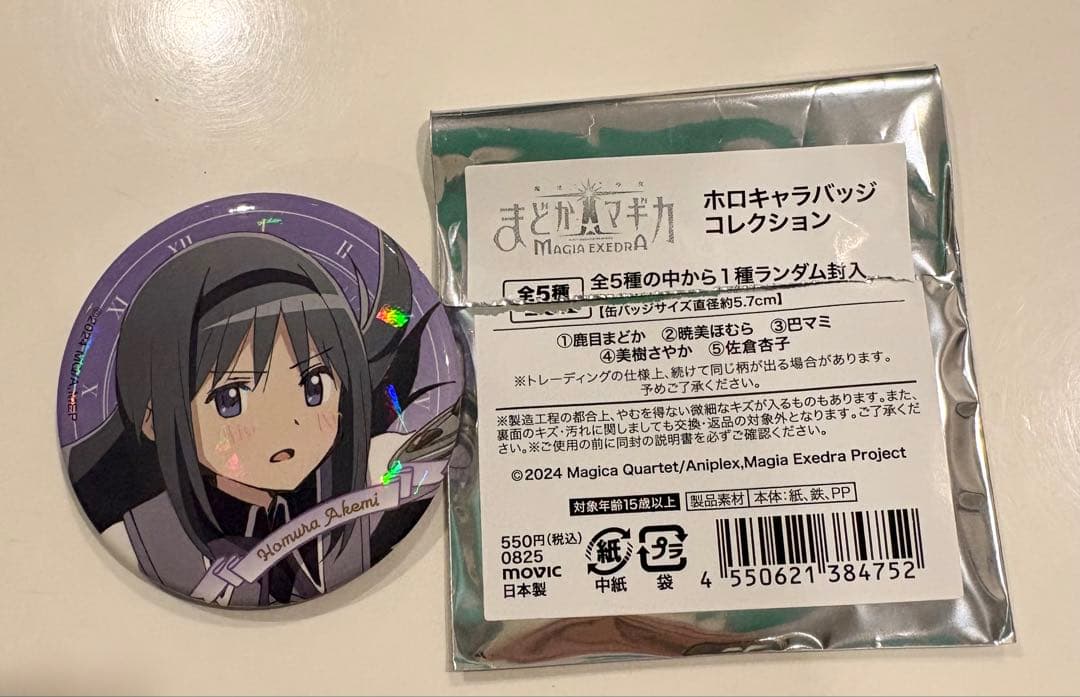 XII
II
XI
X
©2024 MQ/A,MEP
Homura Akemi
魔法少女
まどか☆マギカ
MAGIA EXEDRA
ホロキャラバッジ
コレクション
全5種 全5種の中から1種ランダム封入
【缶バッジサイズ直径約5.7cm】
①鹿目まどか ②暁美ほむら ③巴マミ
④美樹さやか ⑤佐倉杏子
※トレーディングの仕様上、続けて同じ柄が出る場合があります。
予めご了承ください。
※製造工程の都合上、やむを得ない微細なキズが入るものもあります。また、
裏面のキズ・汚れに関しましても交換・返品の対象外となります。ご了承くだ
さい。※ご使用の前に同封の説明書を必ずご確認ください。
©2024 Magica Quartet/Aniplex,Magia Exedra Project
対象年齢15歳以上 製品素材 本体:紙、鉄、PP
550円(税込)
0825
movic
日本製
紙
中紙
プラ
袋
4 550621 384752